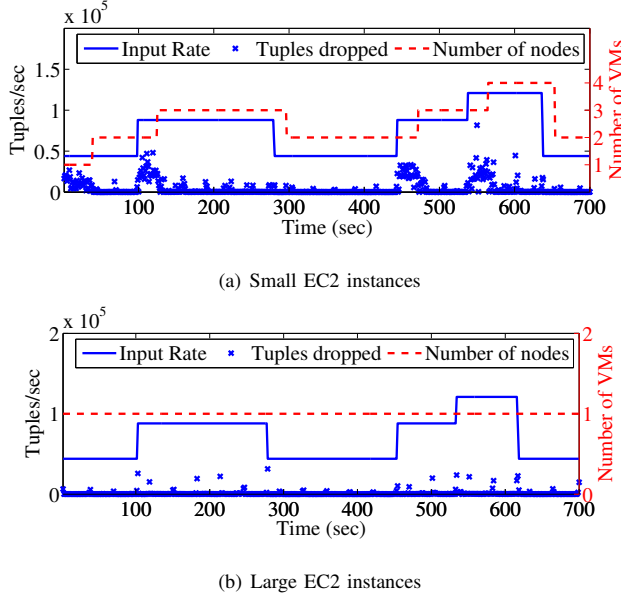 x 10^5
Input Rate Tuples dropped Number of nodes
Tuples/sec
0 0.5 1 1.5
1 2 3 4
Number of VMs
100 200 300 400 500 600 700
Time (sec)
(a) Small EC2 instances
x 10^5
Input Rate Tuples dropped Number of nodes
Tuples/sec
0 1 2
0 1 2
Number of VMs
100 200 300 400 500 600 700
Time (sec)
(b) Large EC2 instances